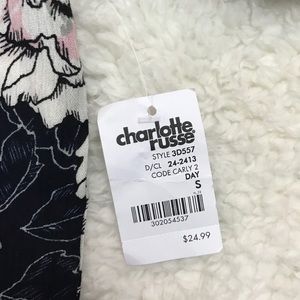 charlotte
russe
STYLE 3D557
D/CL 24-2413
CODE CARLY 2
DAY
S
302054537
$24.99